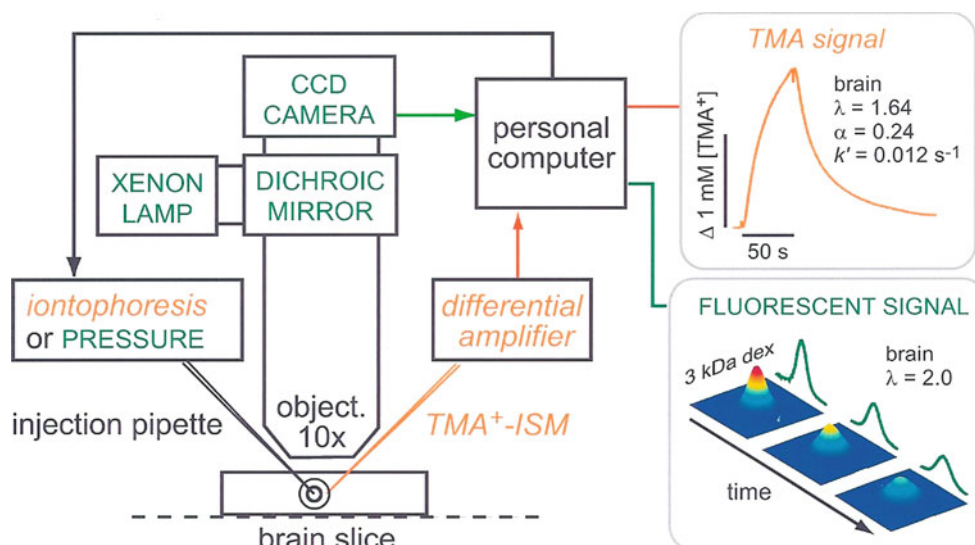 CCD
CAMERA
XENON
LAMP
DICHROIC
MIRROR
personal
computer
iontophoresis
or PRESSURE
differential
amplifier
injection pipette
object.
10x
TMA⁺-ISM
brain slice
TMA signal
Δ 1 mM [TMA⁺]
brain
λ = 1.64
α = 0.24
k' = 0.012 s⁻¹
50 s
FLUORESCENT SIGNAL
3 kDa dex
brain
λ = 2.0
time